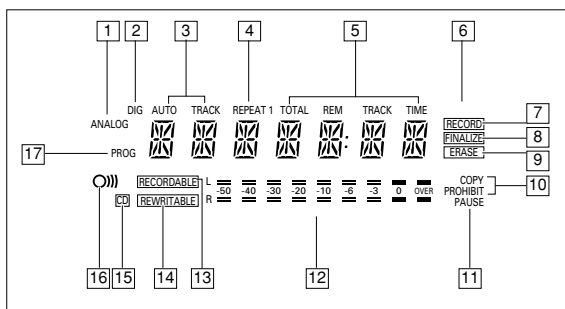 1 2 3 4 5 6
DIG AUTO TRACK REPEAT 1 TOTAL REM TRACK TIME
ANALOG
RECORD 7
FINALIZE 8
ERASE 9
17 PROG
RECORDABLE L
-50 -40 -30 -20 -10 -6 -3 0 OVER
CD REWRITABLE R
COPY
PROHIBIT 10
PAUSE
16 15 14 13 12 11